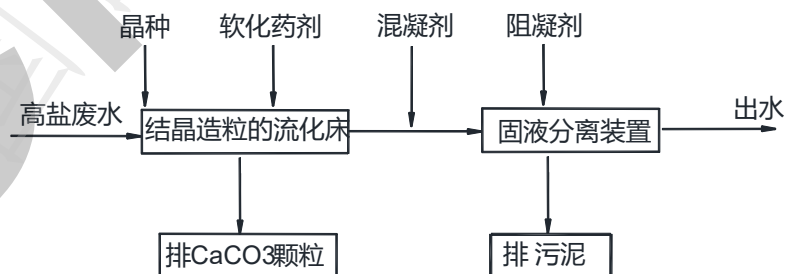 晶种 软化药剂 混凝剂 阻凝剂
高盐废水 出水
结晶造粒的流化床 固液分离装置
排CaCO3颗粒 排 污泥